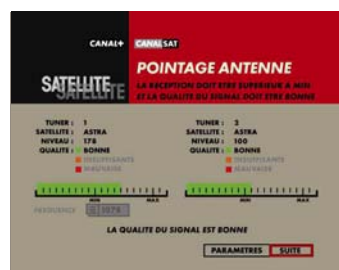 CANAL+ CANALSAT
SATELLITE
POINTAGE ANTENNE
LA RECEPTION DOIT ETRE SUPERIEUR A MIN
ET LA QUALITE DU SIGNAL DOIT ETRE BONNE
TUNER : 1
SATELLITE : ASTRA
NIVEAU : 178
QUALITE : BONNE
INSUFFISANTE
MAUVAISE
MIN MAX
FREQUENCE 1078
TUNER : 2
SATELLITE : ASTRA
NIVEAU : 100
QUALITE : BONNE
INSUFFISANTE
MAUVAISE
MIN MAX
LA QUALITE DU SIGNAL EST BONNE
PARAMETRES SUITE